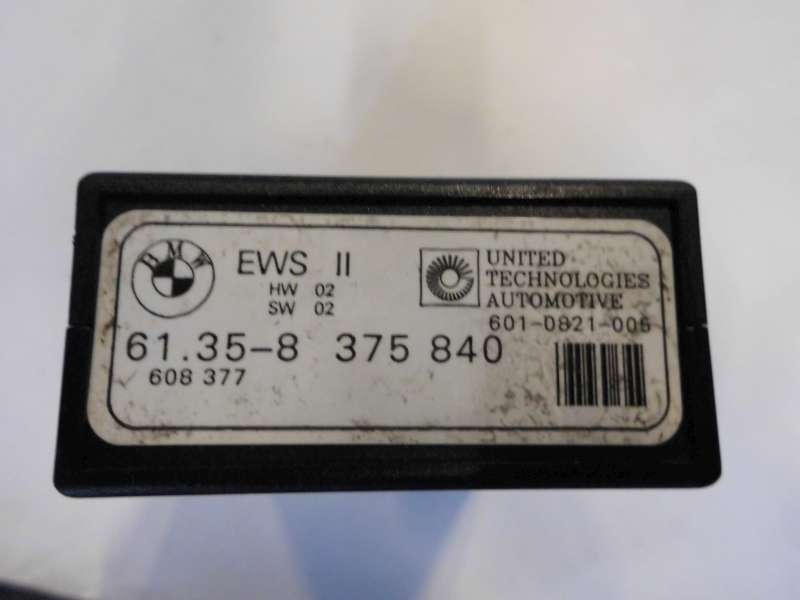 BMW
EWS II
HW 02
SW 02
UNITED
TECHNOLOGIES
AUTOMOTIVE
601-0821-006
61.35-8 375 840
608 377